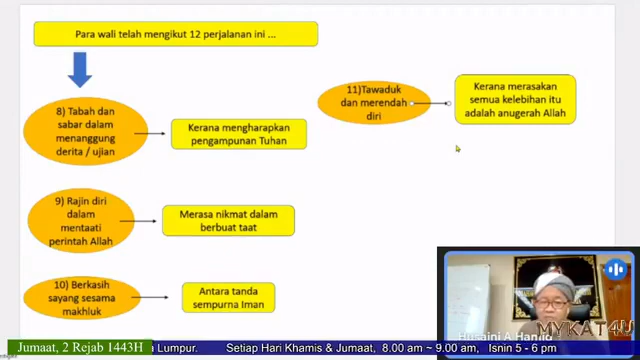 Para wali telah mengikut 12 perjalanan ini ...
8) Tabah dan
sabar dalam
menanggung
derita / ujian
Kerana mengharapkan
pengampunan Tuhan
9) Rajin diri
dalam
mentaati
perintah Allah
Merasa nikmat dalam
berbuat taat
10) Berkasih
sayang sesama
makhluk
Antara tanda
sempurna Iman
11)Tawaduk
dan merendah
diri
Kerana merasakan
semua kelebihan itu
adalah anugerah Allah
Husaini A Hanif
MYKAT4U
Jumaat, 2 Rejab 1443H
Lumpur. Setiap Hari Khamis & Jumaat, 8.00 am ~ 9.00 am, Isnin 5 - 6 pm